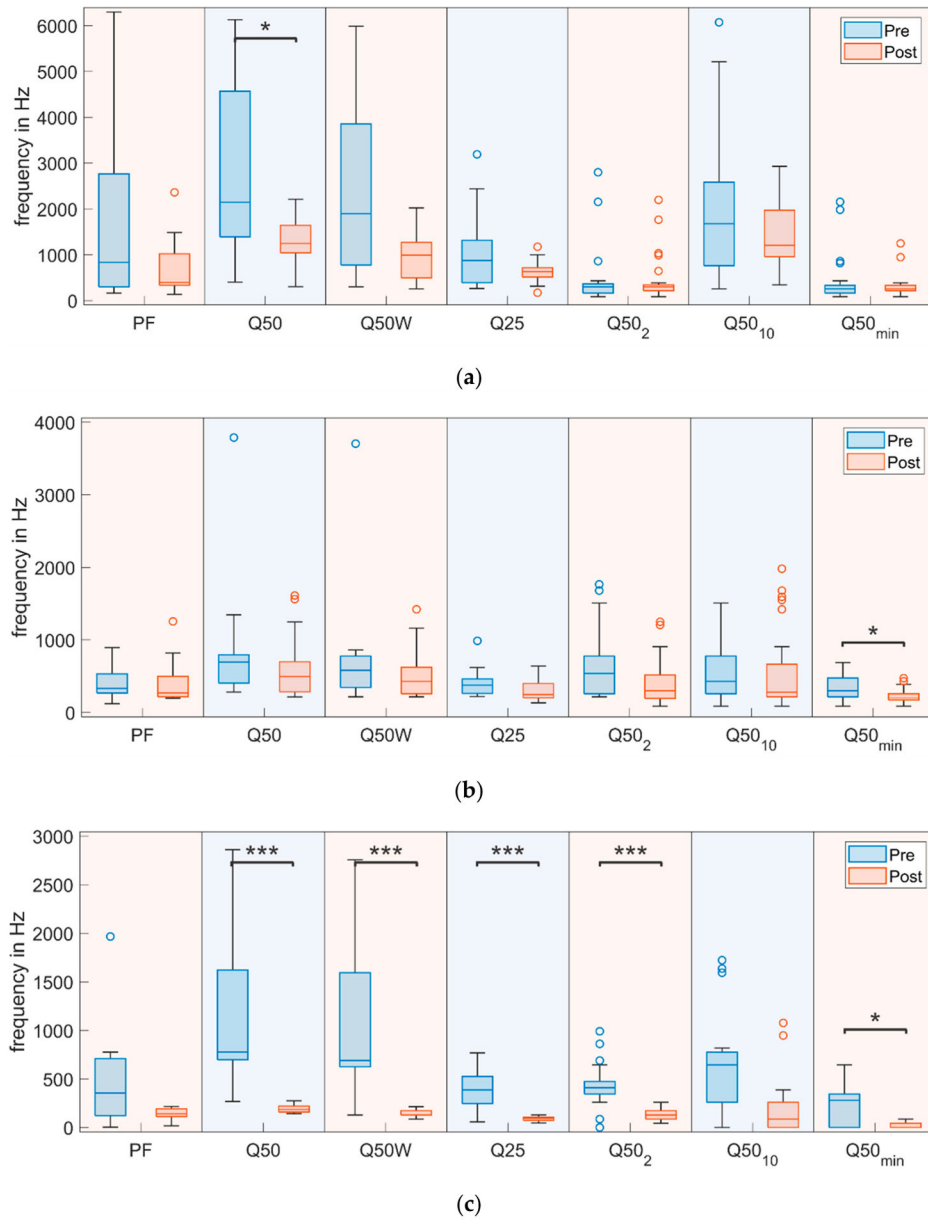 6000
5000
4000
3000
2000
1000
0
frequency in Hz
*
Pre
Post
PF Q50 Q50W Q25 Q50₂ Q50₁₀ Q50min
(a)
4000
3000
2000
1000
0
frequency in Hz
Pre
Post
*
PF Q50 Q50W Q25 Q50₂ Q50₁₀ Q50min
(b)
3000
2500
2000
1500
1000
500
0
frequency in Hz
*** *** *** ***
Pre
Post
*
PF Q50 Q50W Q25 Q50₂ Q50₁₀ Q50min
(c)